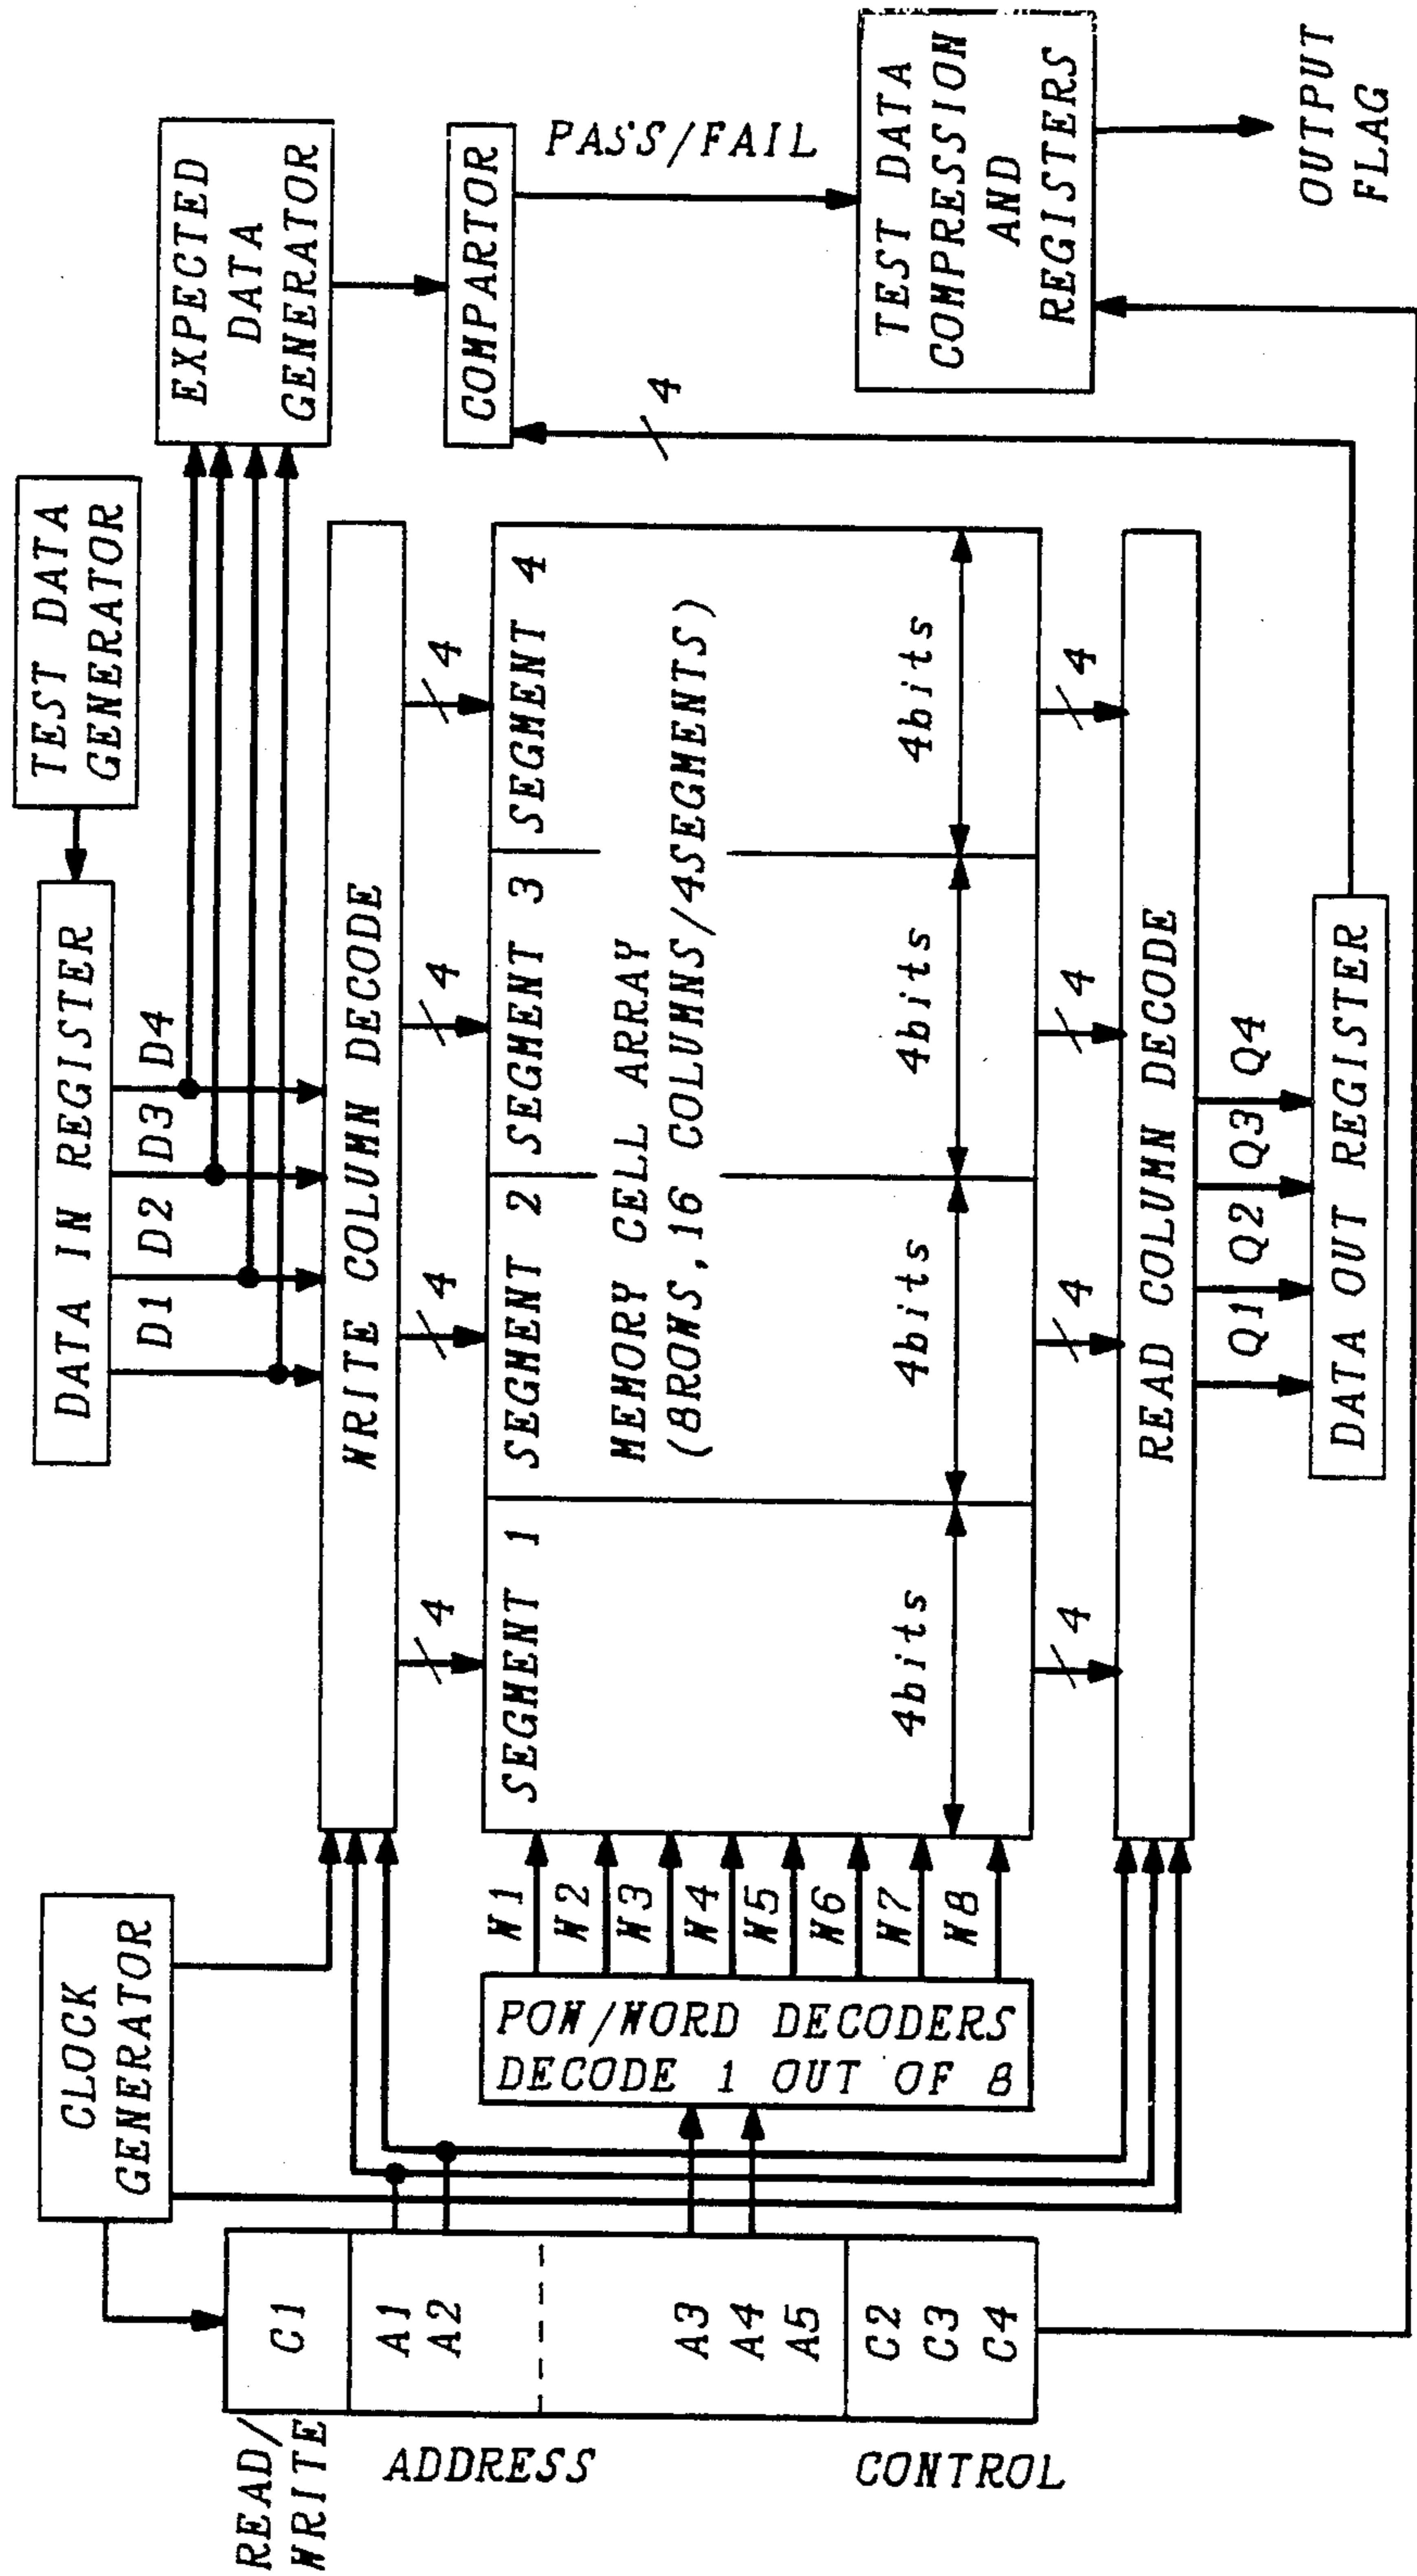 TEST DATA
GENERATOR
DATA IN REGISTER
D1 D2 D3 D4
EXPECTED
DATA
GENERATOR
CLOCK
GENERATOR
WRITE COLUMN DECODE
4
4
4
4
COMPARTOR
PASS/FAIL
READ/
WRITE
C1
ADDRESS
A1
A2
A3
A4
A5
CONTROL
C2
C3
C4
POW/WORD DECODERS
DECODE 1 OUT OF 8
W1
W2
W3
W4
W5
W6
W7
W8
SEGMENT 1
SEGMENT 2
SEGMENT 3
SEGMENT 4
MEMORY CELL ARRAY
(8ROWS,16 COLUMNS/4SEGMENTS)
4bits
4bits
4bits
4bits
4
TEST DATA
COMPRESSION
AND
REGISTERS
4
4
4
4
READ COLUMN DECODE
Q1 Q2 Q3 Q4
DATA OUT REGISTER
OUTPUT
FLAG